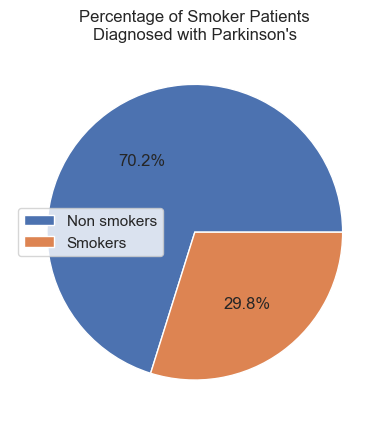 Percentage of Smoker Patients
Diagnosed with Parkinson's
70.2%
Non smokers
Smokers
29.8%